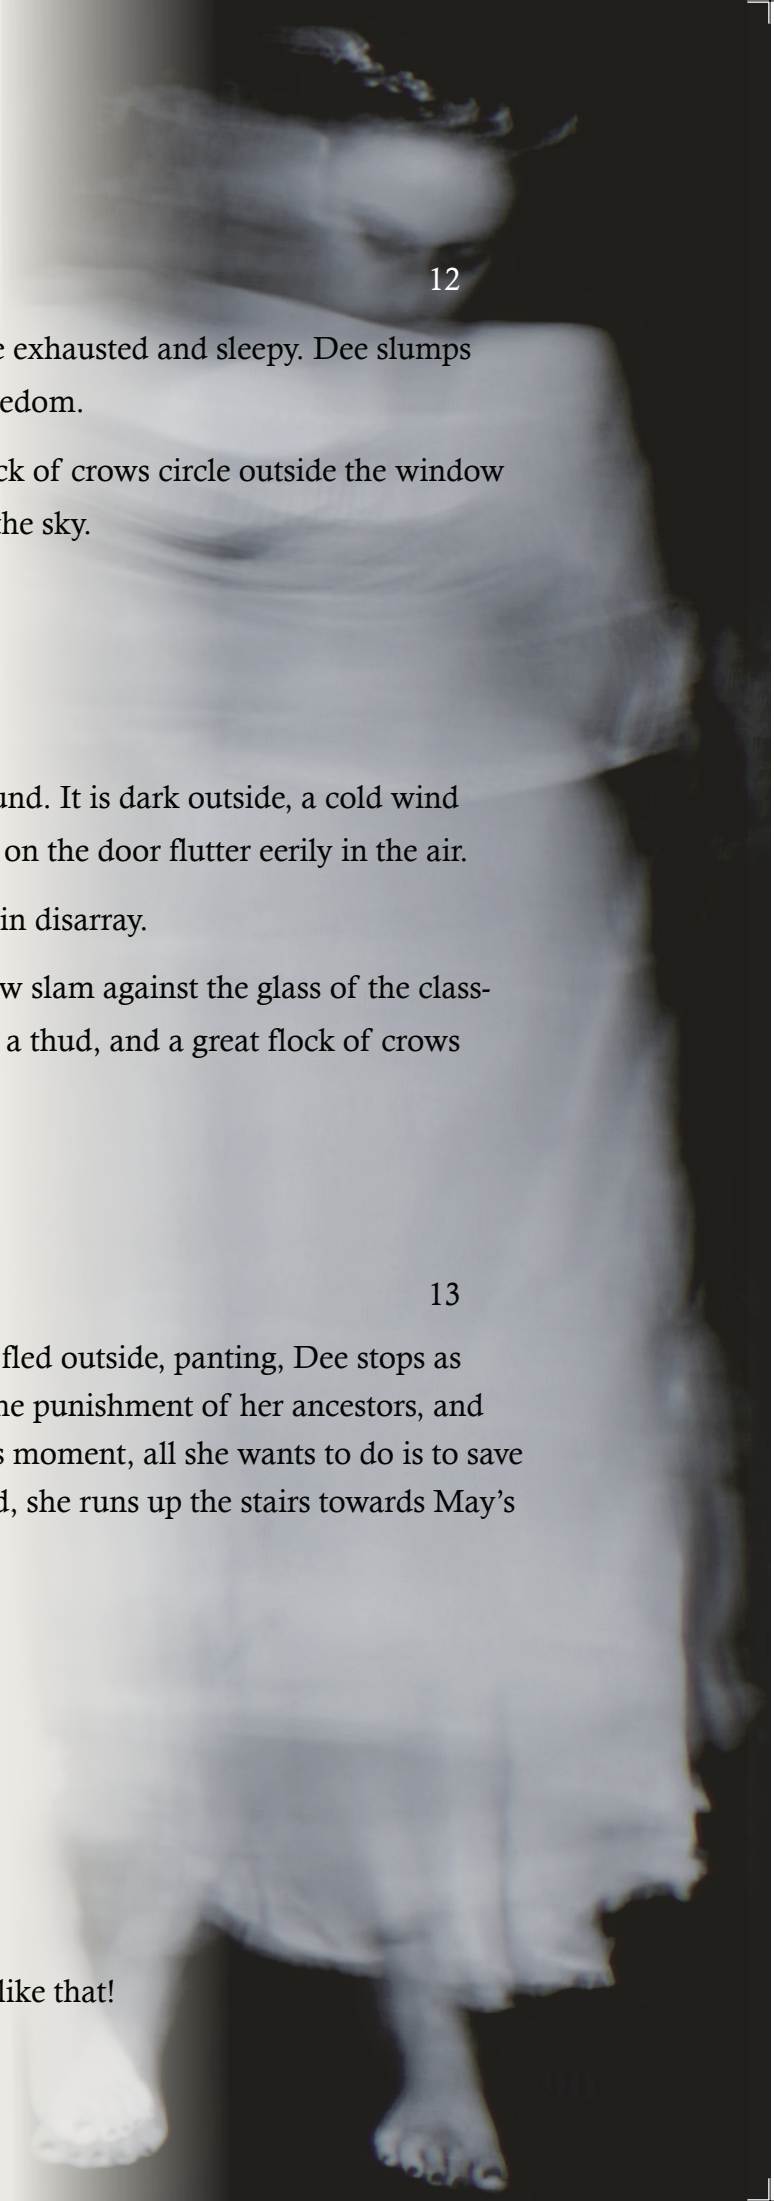 12
exhausted and sleepy. Dee slumps
edom.
ck of crows circle outside the window
the sky.
und. It is dark outside, a cold wind
on the door flutter eerily in the air.
in disarray.
w slam against the glass of the class-
a thud, and a great flock of crows
13
fled outside, panting, Dee stops as
he punishment of her ancestors, and
s moment, all she wants to do is to save
d, she runs up the stairs towards May’s
like that!